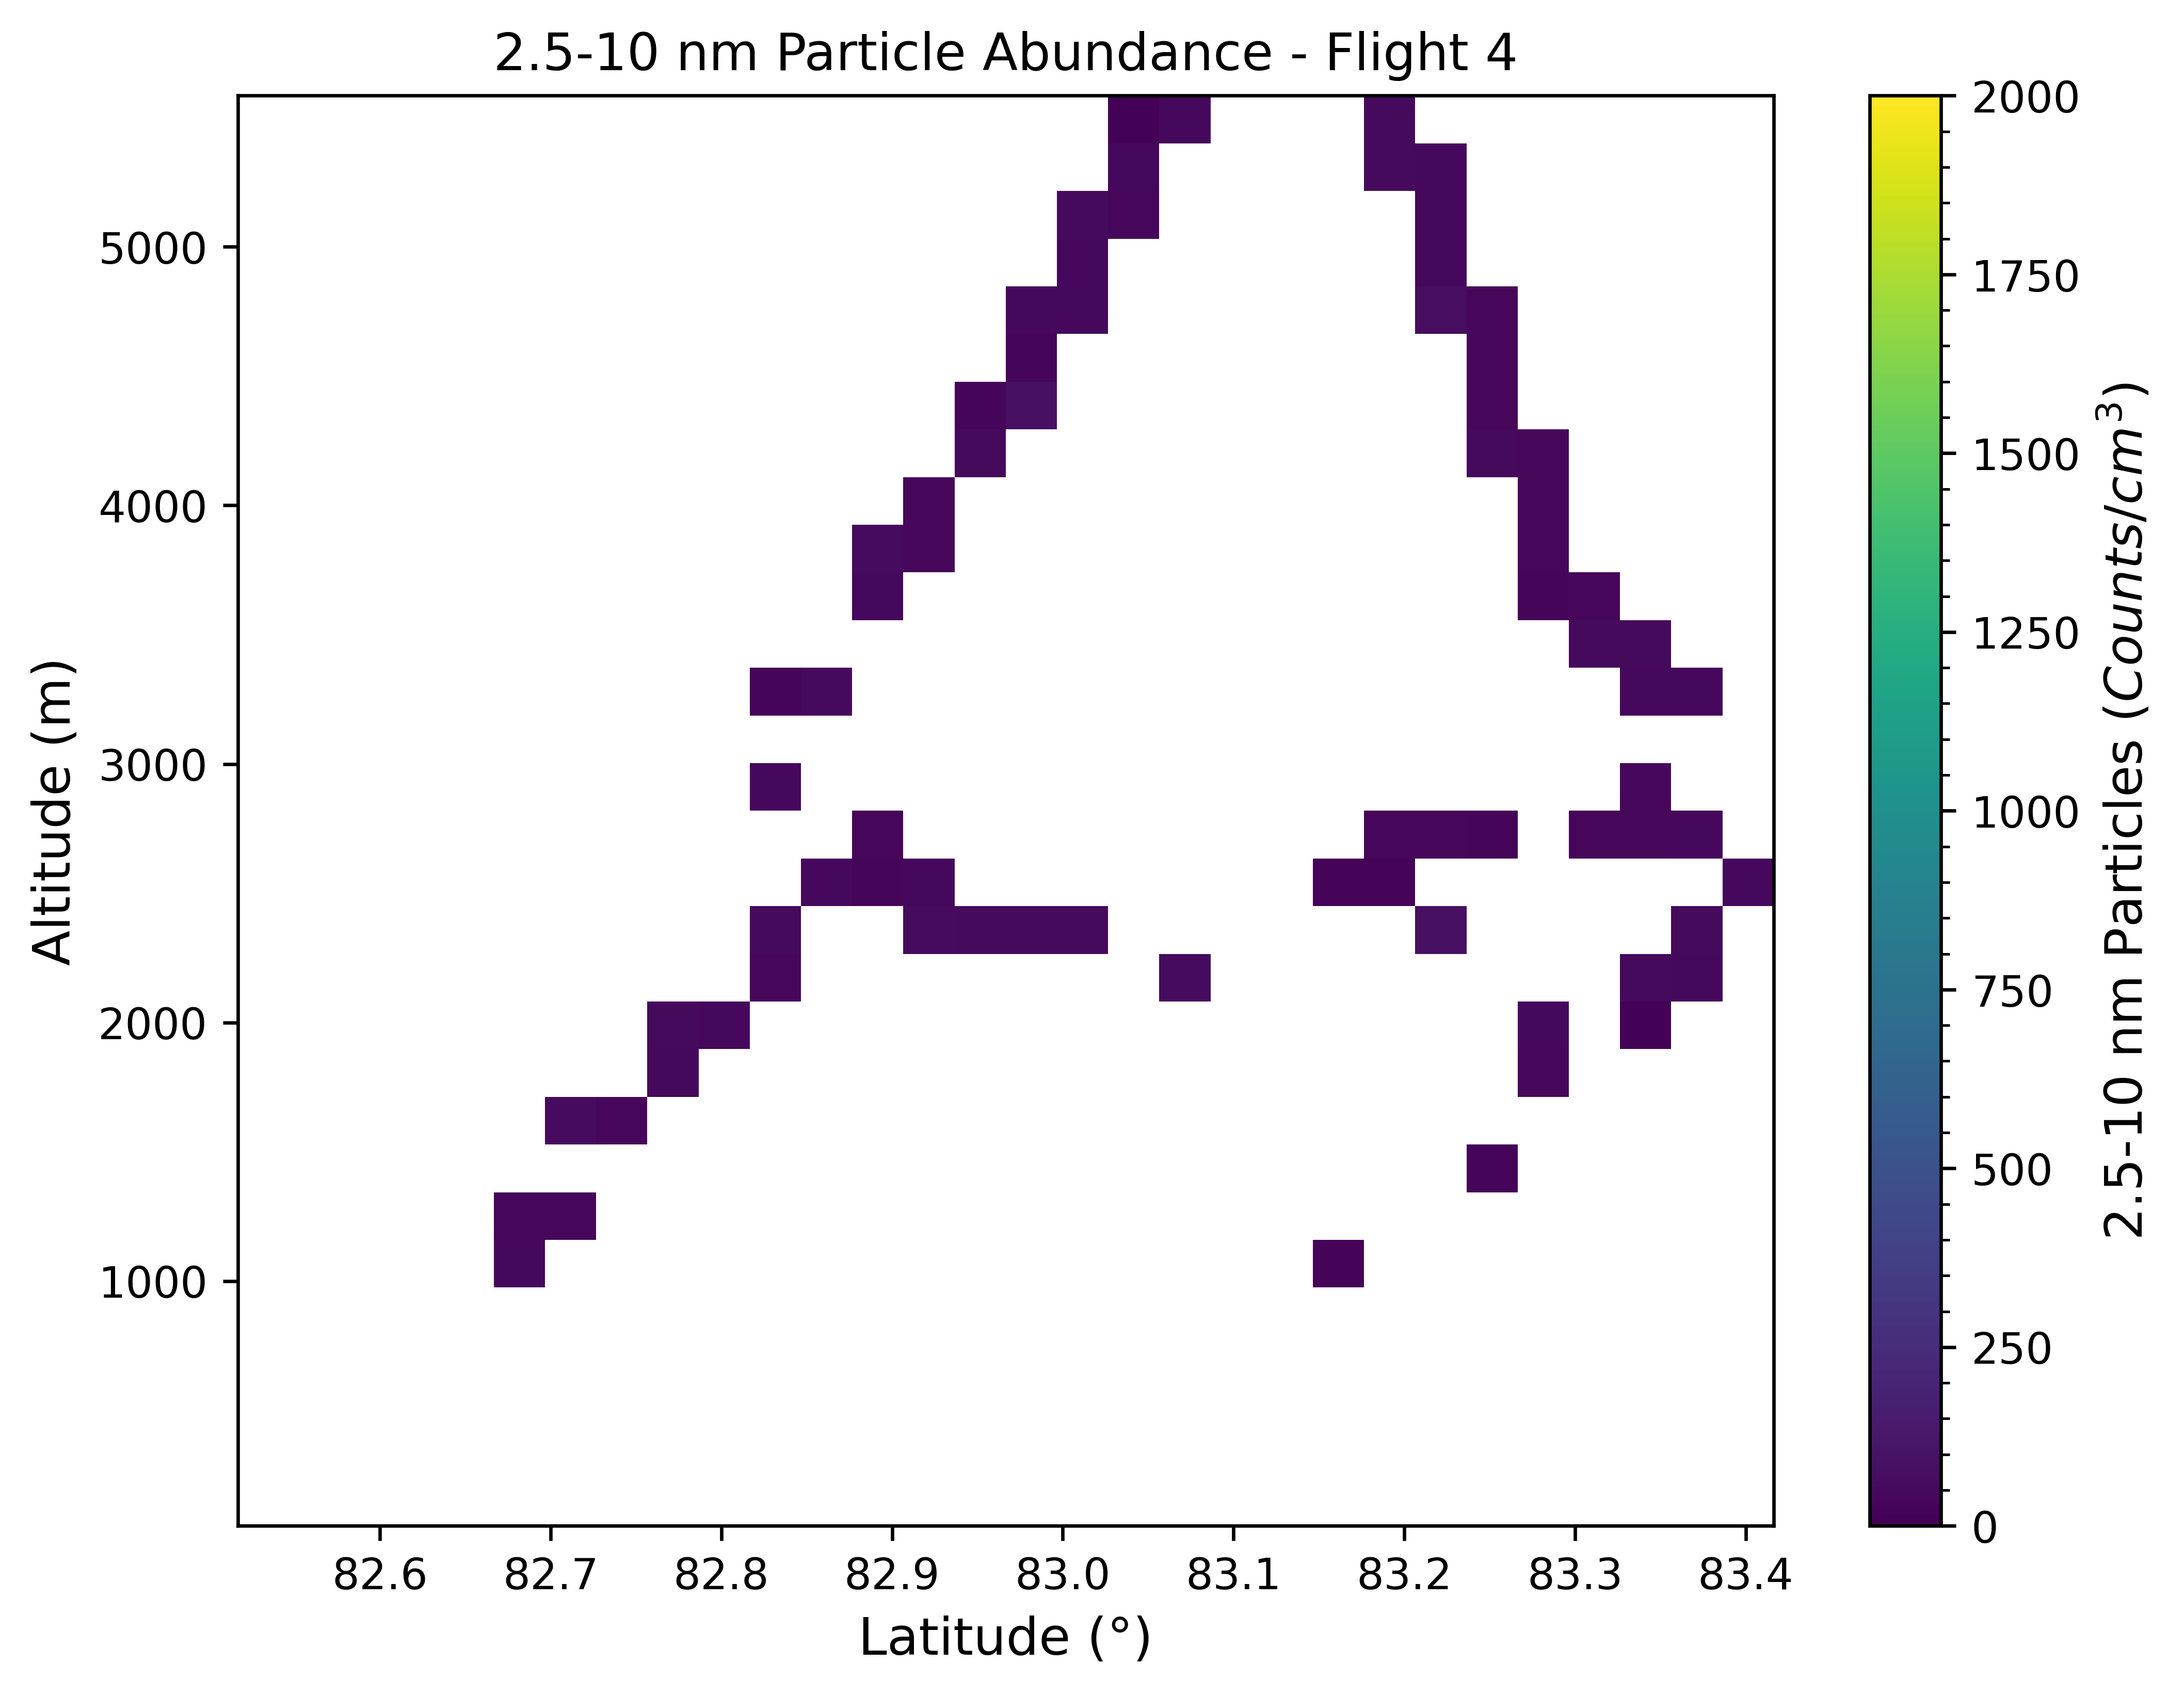 2.5-10 nm Particle Abundance - Flight 4
Altitude (m)
5000
4000
3000
2000
1000
82.6 82.7 82.8 82.9 83.0 83.1 83.2 83.3 83.4
Latitude (°)
2000
1750
1500
1250
1000
750
500
250
0
2.5-10 nm Particles (Counts/cm³)